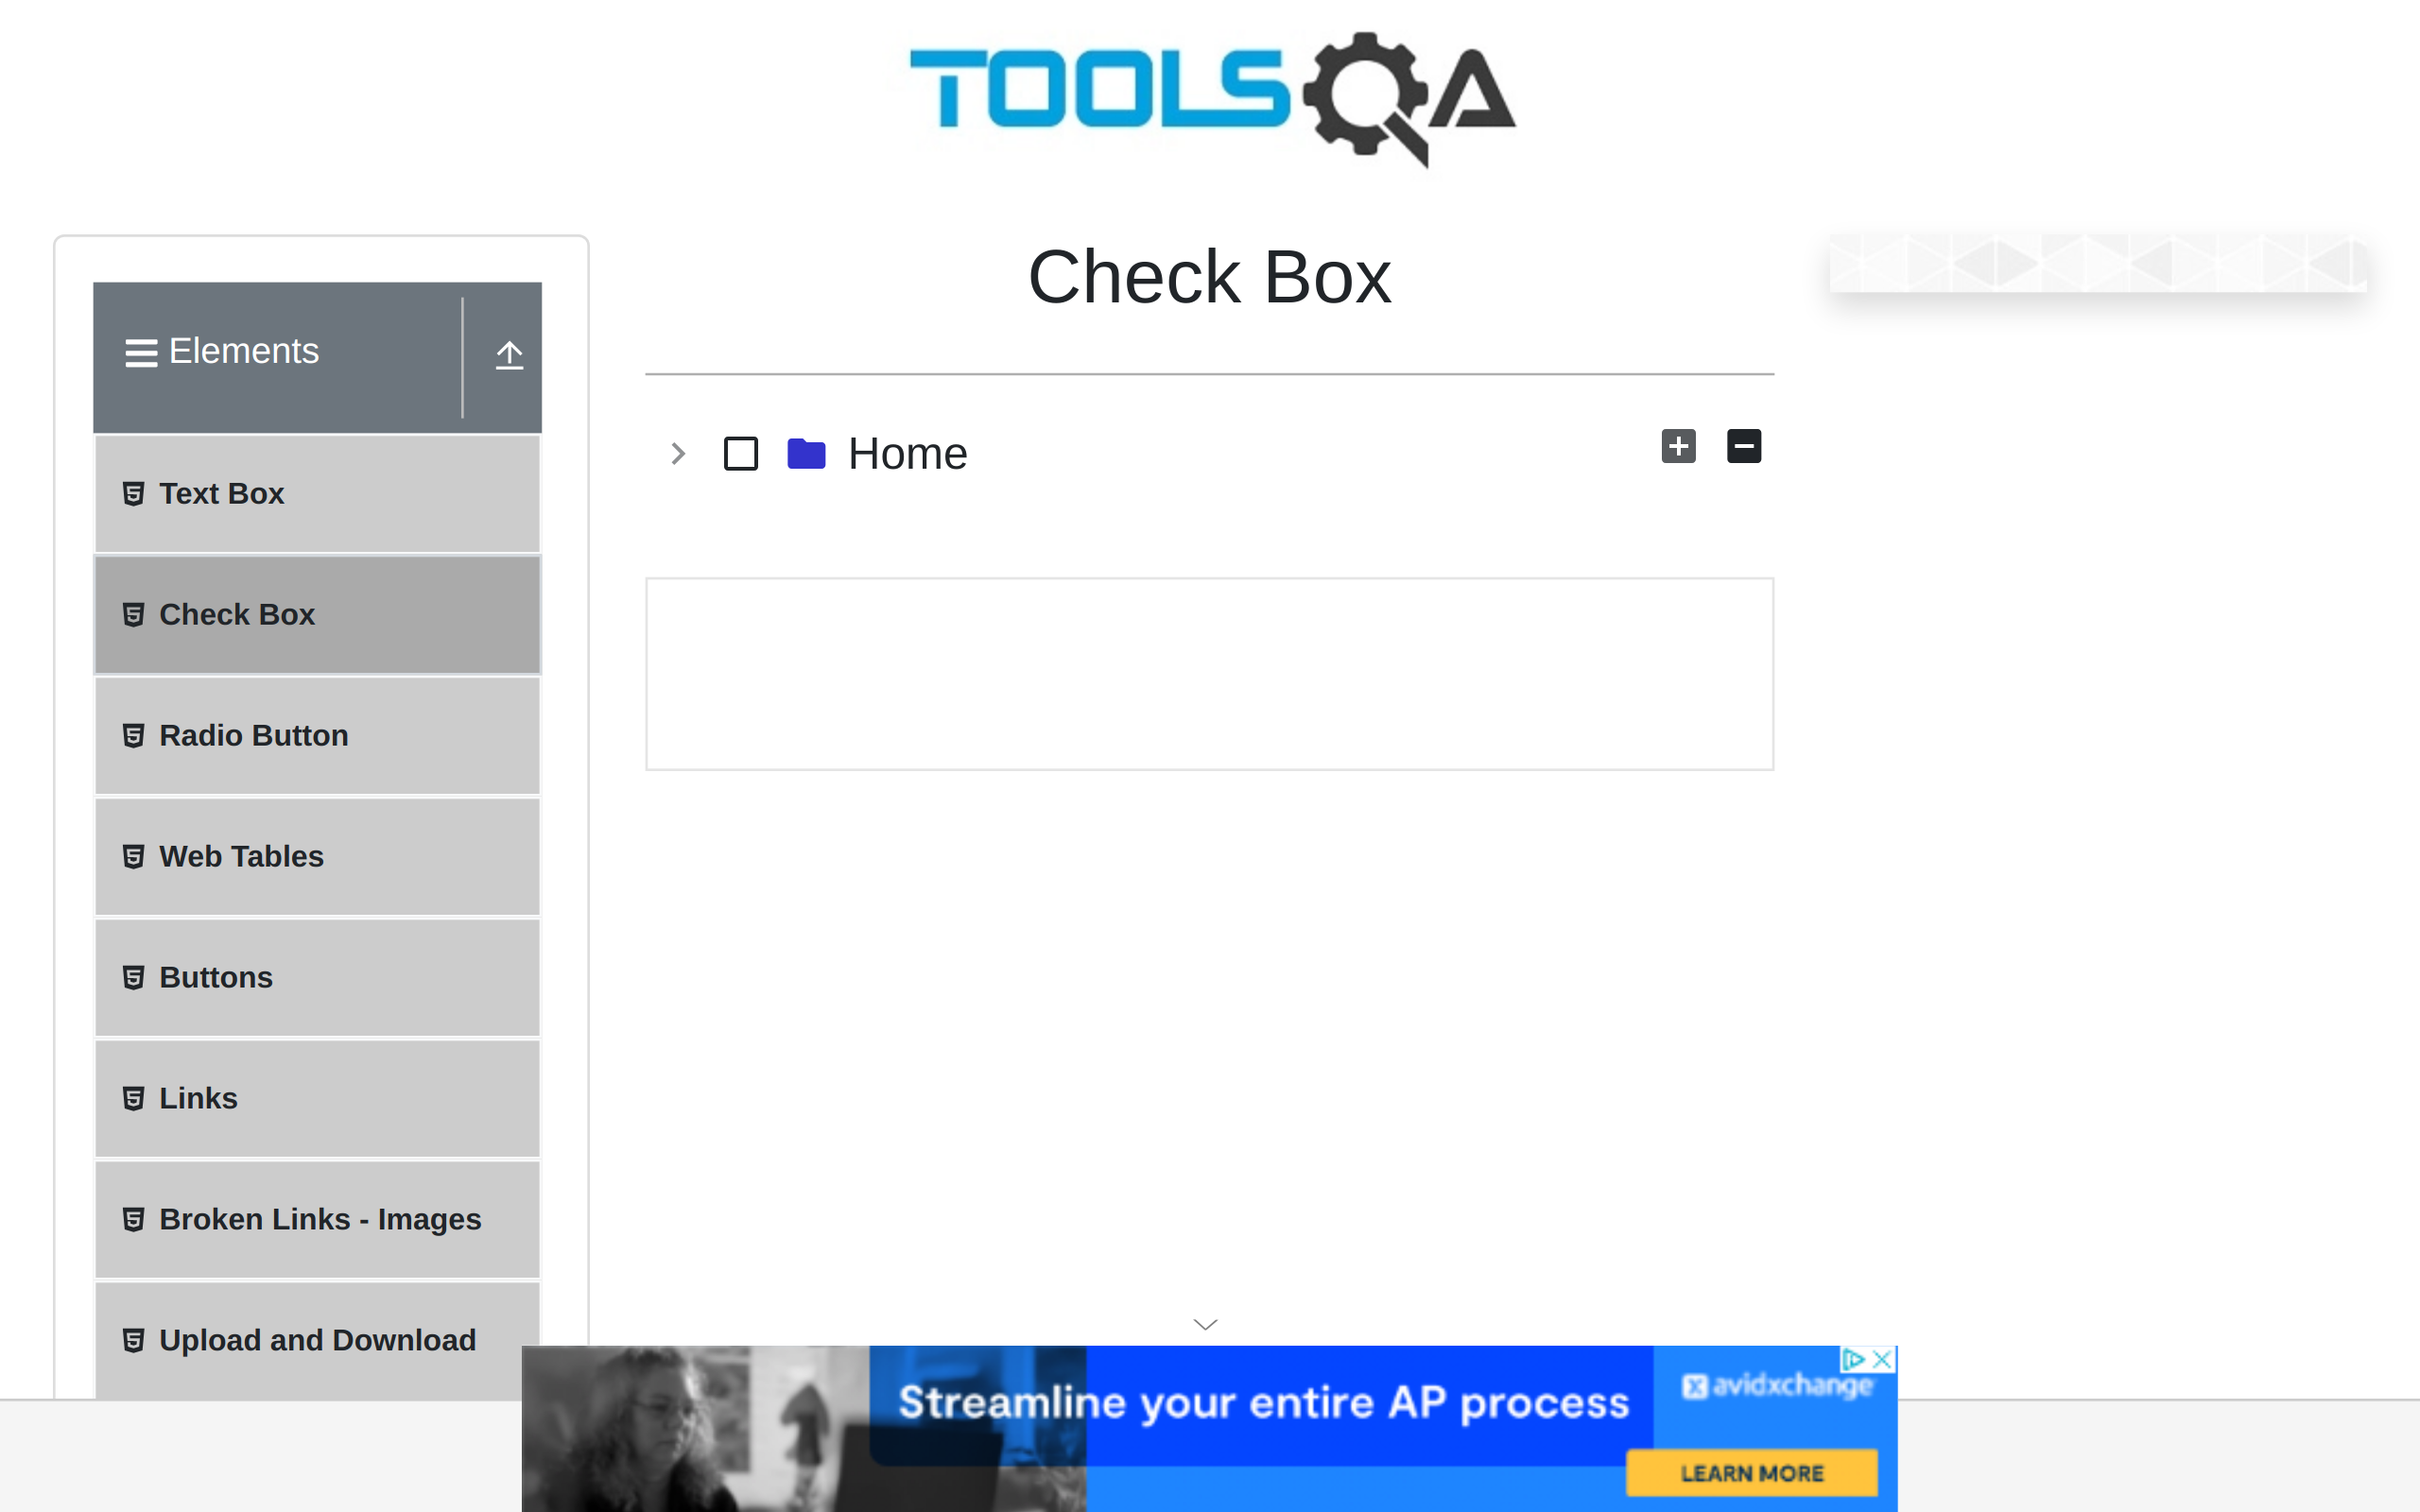 TOOLSQA
Check Box
Elements
Home
Text Box
Check Box
Radio Button
Web Tables
Buttons
Links
Broken Links - Images
Upload and Download
Streamline your entire AP process
avidxchange
LEARN MORE